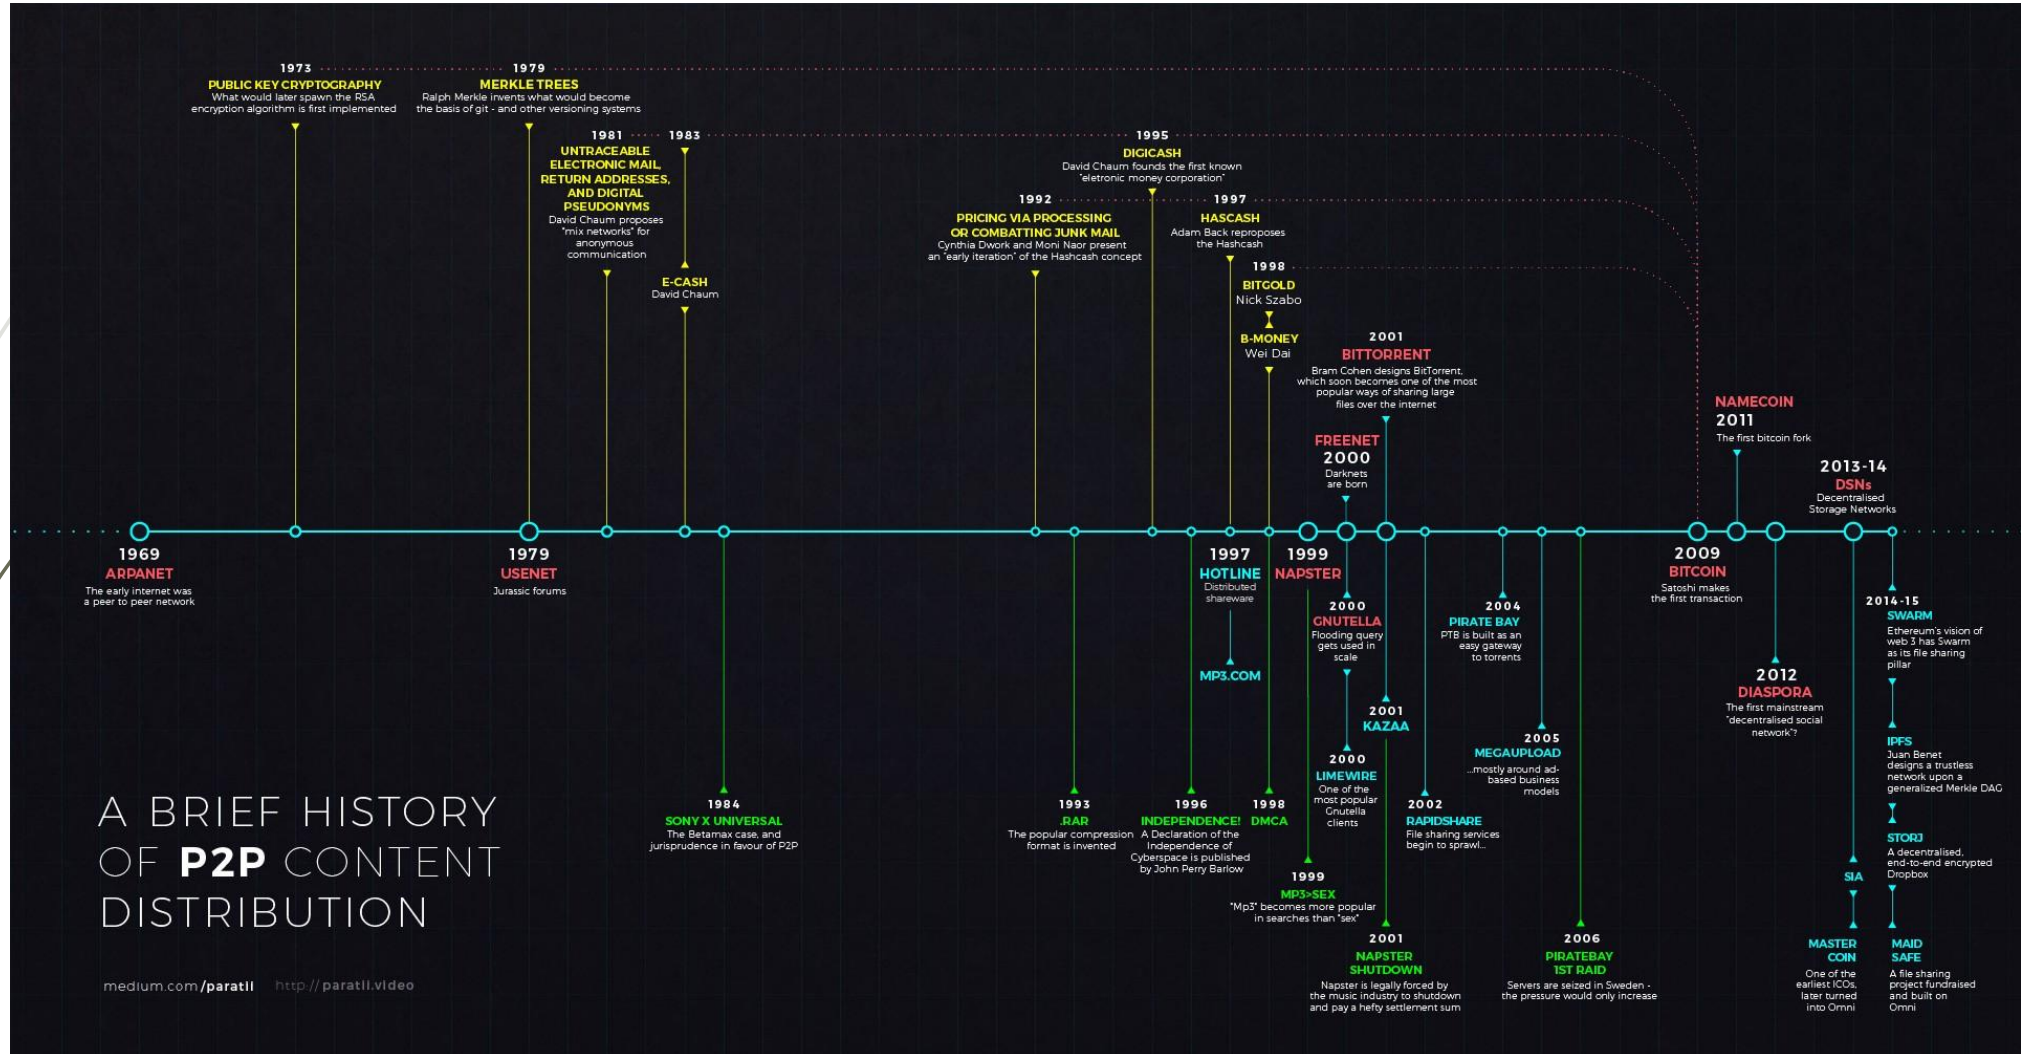 1973
PUBLIC KEY CRYPTOGRAPHY
What would later spawn the RSA
encryption algorithm is first implemented
1979
MERKLE TREES
Ralph Merkle invents what would become
the basis of git - and other versioning systems
1981
UNTRACEABLE
ELECTRONIC MAIL,
RETURN ADDRESSES,
AND DIGITAL
PSEUDONYMS
David Chaum proposes
"mix networks" for
anonymous
communication
1983
E-CASH
David Chaum
1992
PRICING VIA PROCESSING
OR COMBATTING JUNK MAIL
Cynthia Dwork and Moni Naor present
an "early iteration" of the Hashcash concept
1995
DIGICASH
David Chaum founds the first known
"eletronic money corporation"
1997
HASCASH
Adam Back reproposes
the Hashcash
1998
BITGOLD
Nick Szabo
B-MONEY
Wei Dai
2001
BITTORRENT
Bram Cohen designs BitTorrent,
which soon becomes one of the most
popular ways of sharing large
files over the internet
FREENET
2000
Darknets
are born
NAMECOIN
2011
The first bitcoin fork
2013-14
DSNs
Decentralised
Storage Networks
1969
ARPANET
The early internet was
a peer to peer network
1979
USENET
Jurassic forums
1984
SONY X UNIVERSAL
The Betamax case, and
jurisprudence in favour of P2P
1993
.RAR
The popular compression
format is invented
1996
INDEPENDENCE!
A Declaration of the
Independence of
Cyberspace is published
by John Perry Barlow
1997
HOTLINE
Distributed
shareware
MP3.COM
1998
DMCA
1999
NAPSTER
1999
MP3>SEX
"Mp3" becomes more popular
in searches than "sex"
2000
GNUTELLA
Flooding query
gets used in
scale
2000
LIMEWIRE
One of the
most popular
Gnutella
clients
2001
KAZAA
2001
NAPSTER
SHUTDOWN
Napster is legally forced by
the music industry to shutdown
and pay a hefty settlement sum
2002
RAPIDSHARE
File sharing services
begin to sprawl...
2004
PIRATE BAY
PTB is built as an
easy gateway
to torrents
2005
MEGAUPLOAD
...mostly around ad-
based business
models
2006
PIRATEBAY
1ST RAID
Servers are seized in Sweden -
the pressure would only increase
2009
BITCOIN
Satoshi makes
the first transaction
2012
DIASPORA
The first mainstream
"decentralised social
network"?
SIA
MASTER
COIN
One of the
earliest ICOs,
later turned
into Omni
2014-15
SWARM
Ethereum's vision of
web 3 has Swarm
as its file sharing
pillar
IPFS
Juan Benet
designs a trustless
network upon a
generalized Merkle DAG
STORJ
A decentralised,
end-to-end encrypted
Dropbox
MAID
SAFE
A file sharing
project fundraised
and built on
Omni
A BRIEF HISTORY
OF P2P CONTENT
DISTRIBUTION
medium.com/paratii http://paratii.video